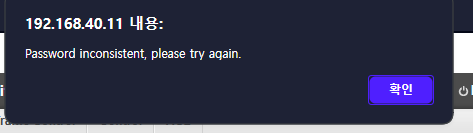 192.168.40.11 내용:
Password inconsistent, please try again.
확인